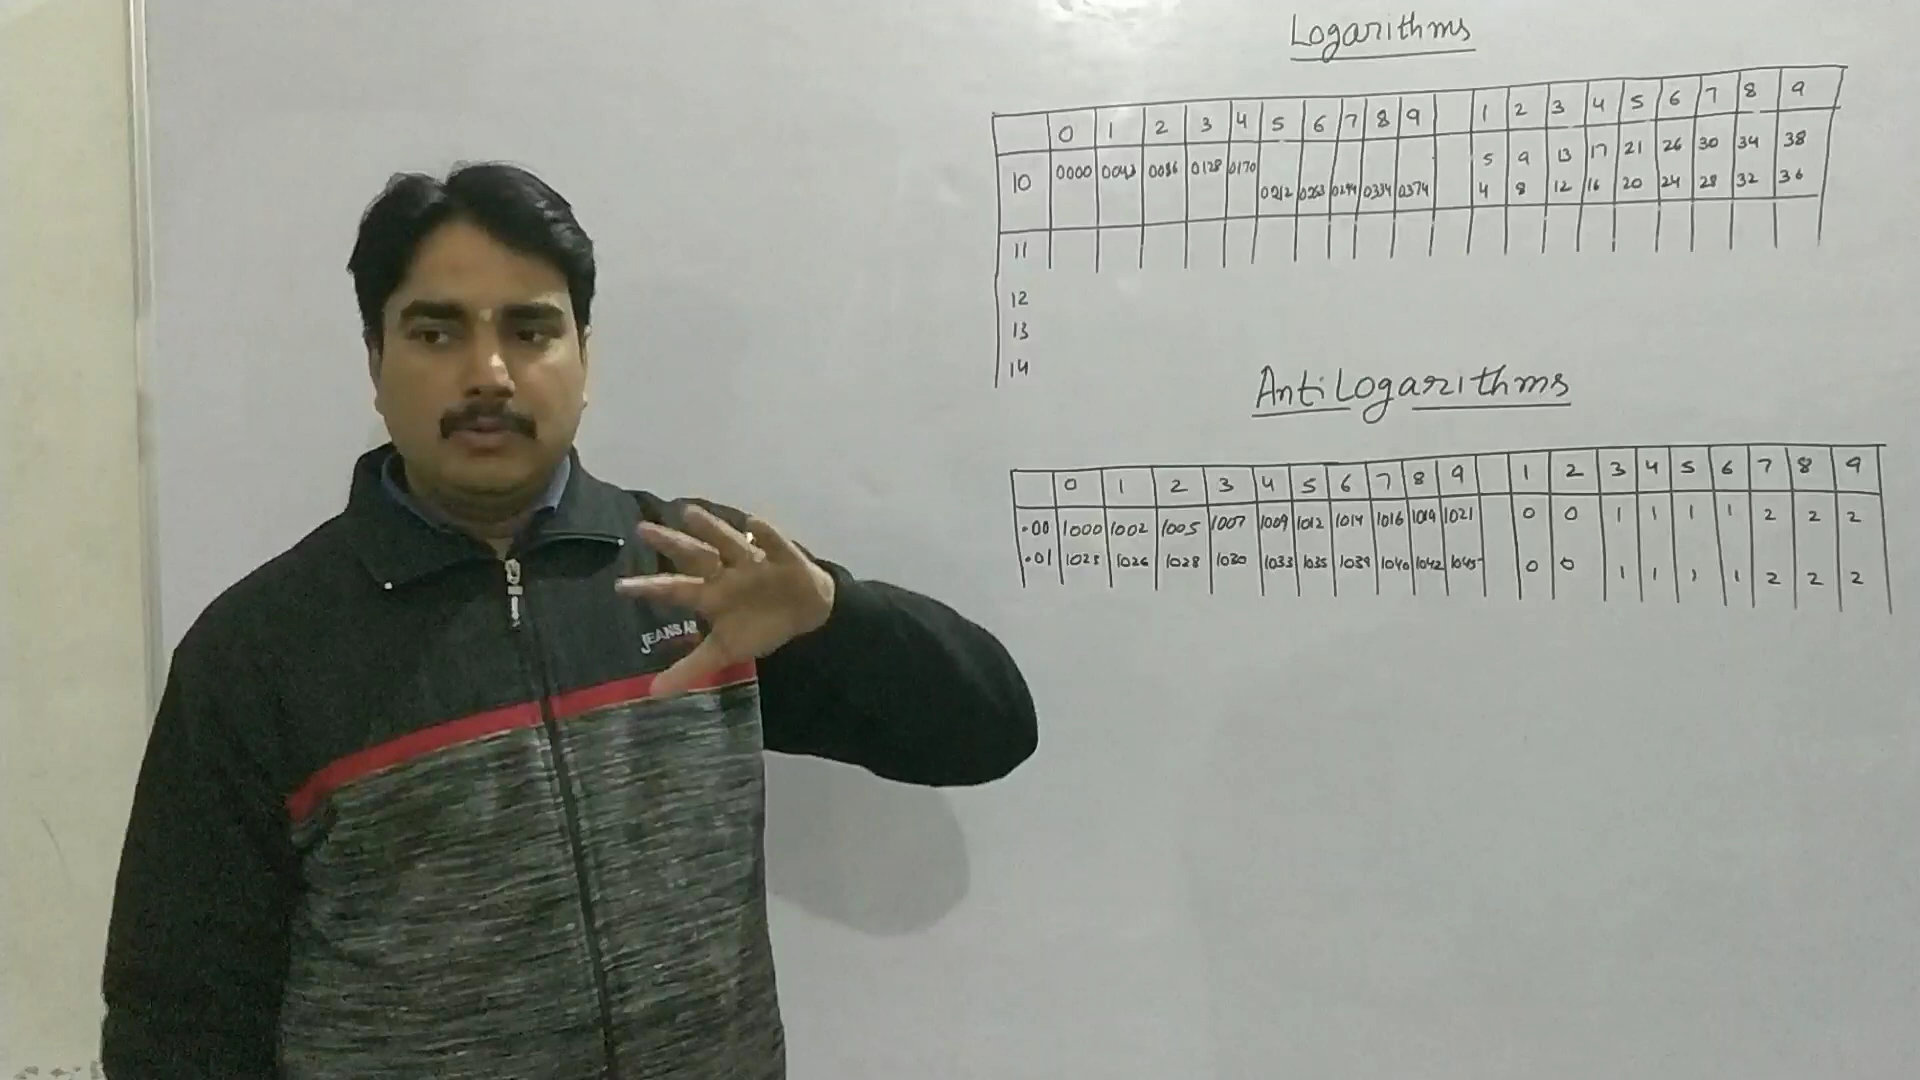 Logarithms
0 1 2 3 4 5 6 7 8 9 1 2 3 4 5 6 7 8 9
5 9 13 17 21 26 30 34 38
10 0000 0043 0086 0128 0170
0212 0253 0294 0334 0374 4 8 12 16 20 24 28 32 36
11
12
13
14
AntiLogarithms
0 1 2 3 4 5 6 7 8 9 1 2 3 4 5 6 7 8 9
.00 1000 1002 1005 1007 1009 1012 1014 1016 1019 1021 0 0 1 1 1 1 2 2 2
.01 1023 1026 1028 1030 1033 1035 1038 1040 1042 1045 0 0 1 1 1 1 2 2 2
JEANS